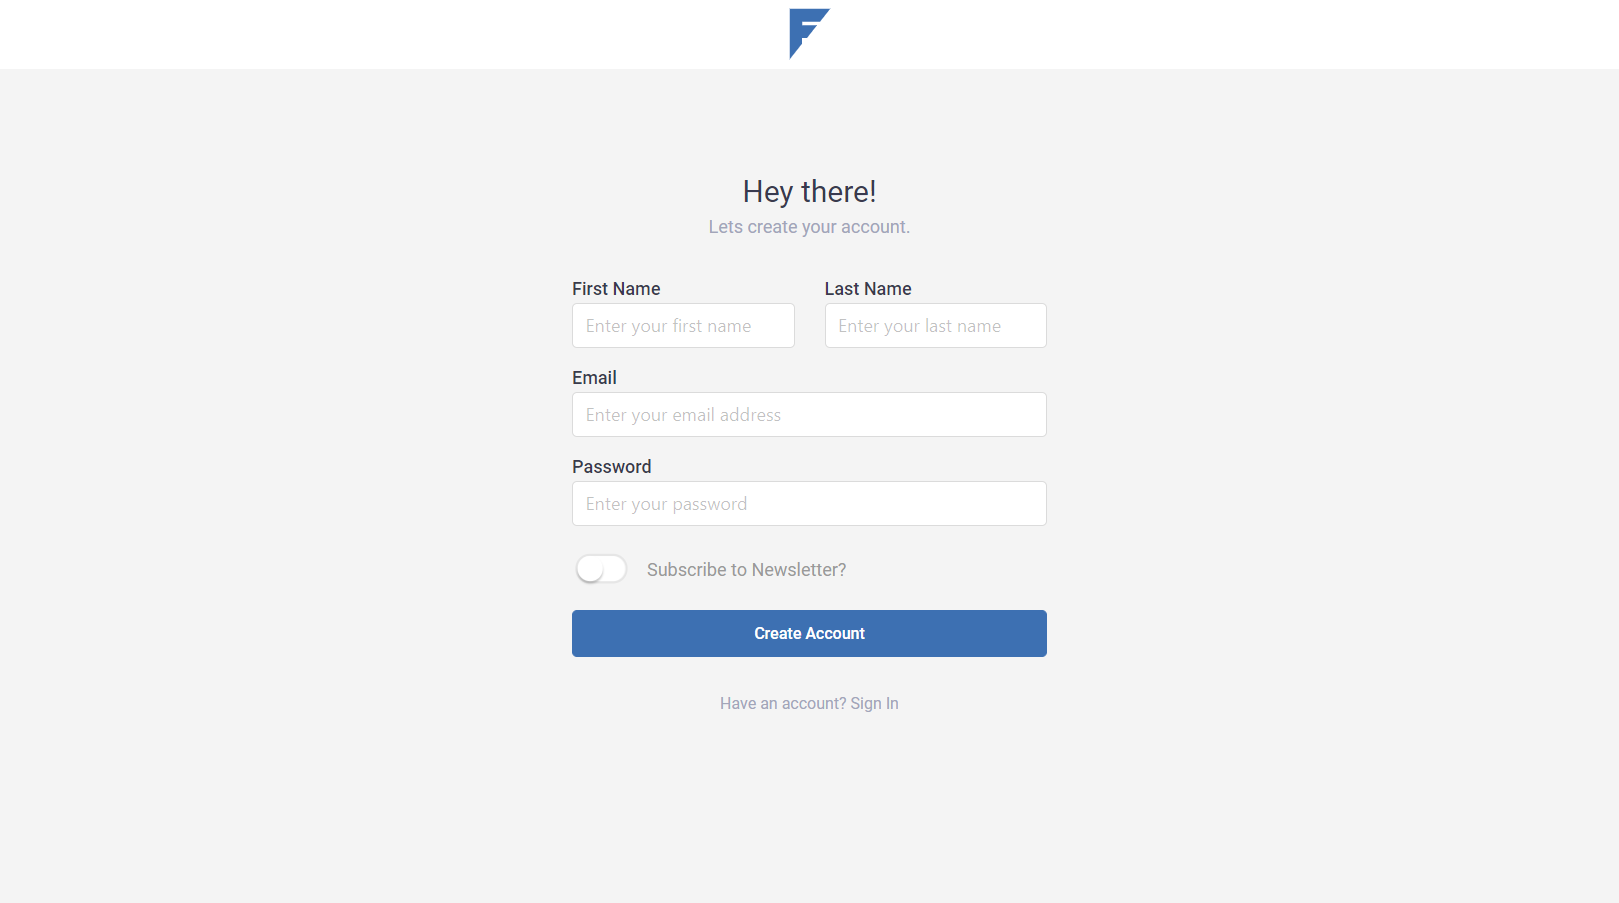 Hey there!
Lets create your account.
First Name
Last Name
Enter your first name
Enter your last name
Email
Enter your email address
Password
Enter your password
Subscribe to Newsletter?
Create Account
Have an account? Sign In